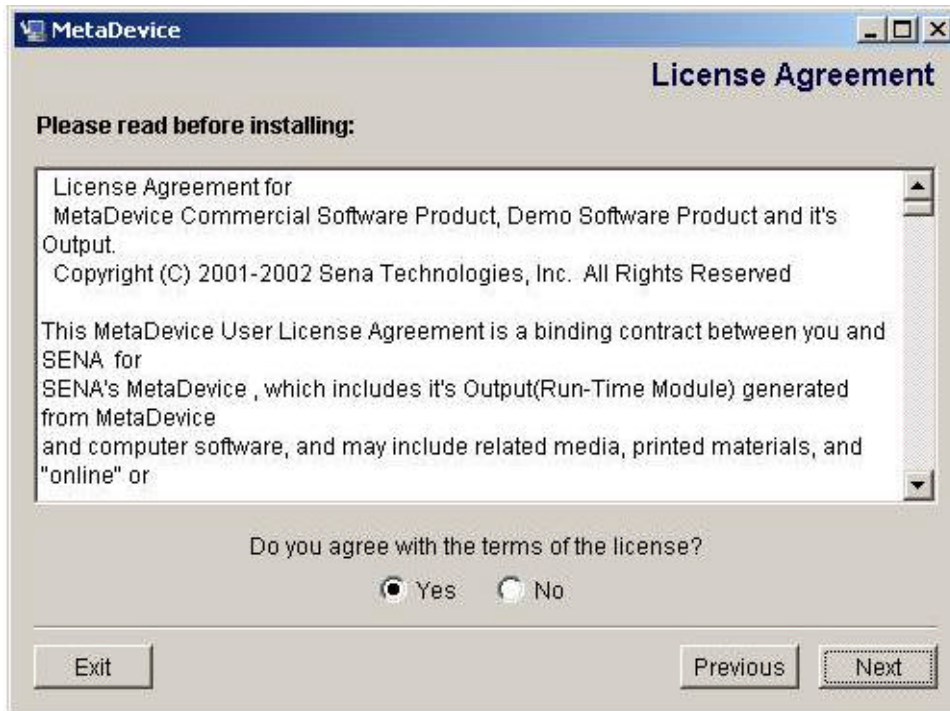 MetaDevice
License Agreement
Please read before installing:
License Agreement for
MetaDevice Commercial Software Product, Demo Software Product and it's
Output.
Copyright (C) 2001-2002 Sena Technologies, Inc. All Rights Reserved
This MetaDevice User License Agreement is a binding contract between you and
SENA for
SENA's MetaDevice , which includes it's Output(Run-Time Module) generated
from MetaDevice
and computer software, and may include related media, printed materials, and
"online" or
Do you agree with the terms of the license?
Yes No
Exit Previous Next